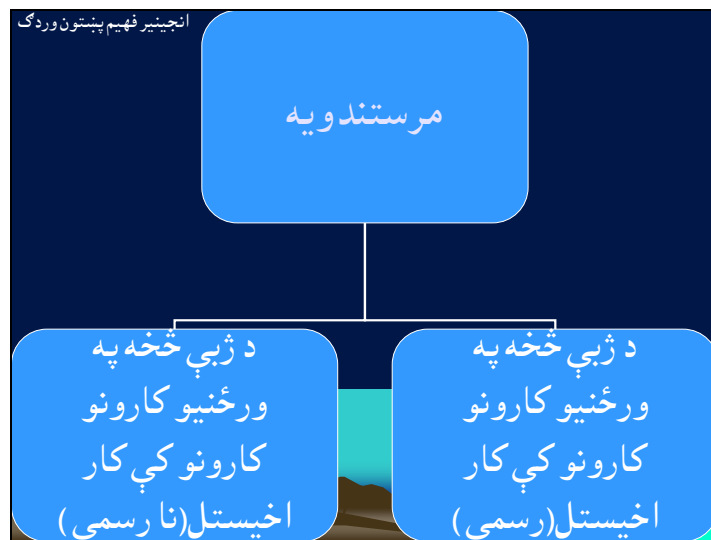 انجینیر فهیم پښتون وردګ
مرستندویه
د ژبې څخه په
ورځنیو کارونو
کارونو کې کار
اخیستل(رسمي)
د ژبې څخه په
ورځنیو کارونو
کارونو کې کار
اخیستل(نا رسمي)